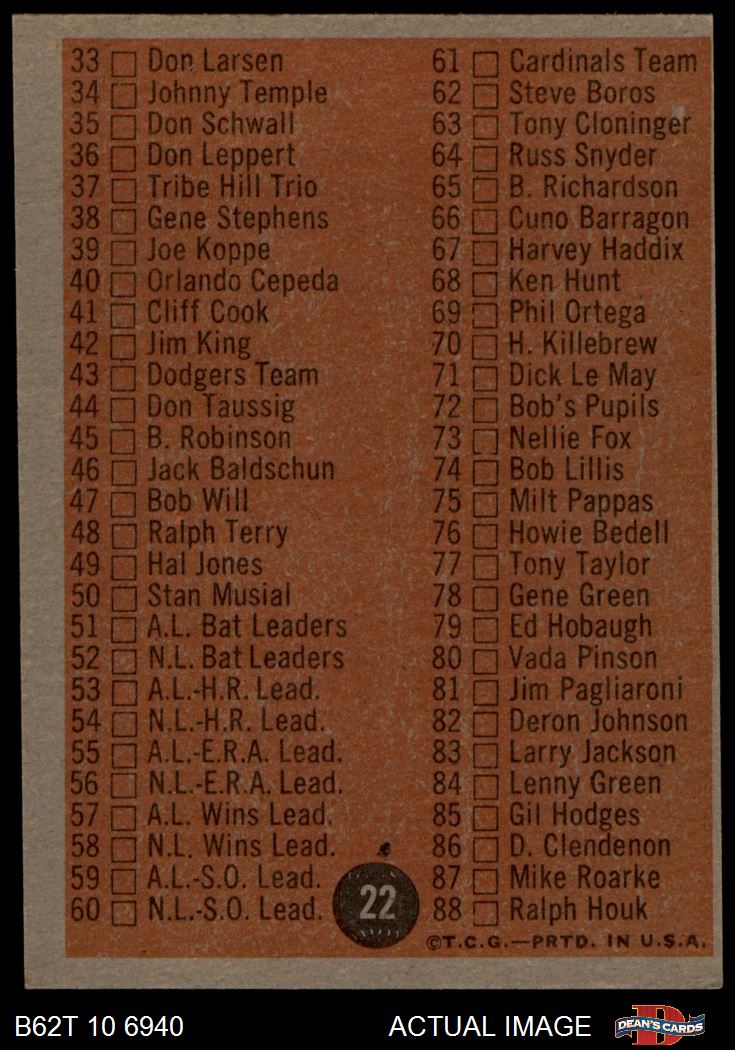 33 Don Larsen
34 Johnny Temple
35 Don Schwall
36 Don Leppert
37 Tribe Hill Trio
38 Gene Stephens
39 Joe Koppe
40 Orlando Cepeda
41 Cliff Cook
42 Jim King
43 Dodgers Team
44 Don Taussig
45 B. Robinson
46 Jack Baldschun
47 Bob Will
48 Ralph Terry
49 Hal Jones
50 Stan Musial
51 A.L. Bat Leaders
52 N.L. Bat Leaders
53 A.L.-H.R. Lead.
54 N.L.-H.R. Lead.
55 A.L.-E.R.A. Lead.
56 N.L.-E.R.A. Lead.
57 A.L. Wins Lead.
58 N.L. Wins Lead.
59 A.L.-S.O. Lead.
60 N.L.-S.O. Lead.
61 Cardinals Team
62 Steve Boros
63 Tony Cloninger
64 Russ Snyder
65 B. Richardson
66 Cuno Barragon
67 Harvey Haddix
68 Ken Hunt
69 Phil Ortega
70 H. Killebrew
71 Dick Le May
72 Bob's Pupils
73 Nellie Fox
74 Bob Lillis
75 Milt Pappas
76 Howie Bedell
77 Tony Taylor
78 Gene Green
79 Ed Hobaugh
80 Vada Pinson
81 Jim Pagliaroni
82 Deron Johnson
83 Larry Jackson
84 Lenny Green
85 Gil Hodges
86 D. Clendenon
87 Mike Roarke
88 Ralph Houk
22
©T.C.G.—PRTD. IN U.S.A.
B62T 10 6940
ACTUAL IMAGE
DEAN'S CARDS